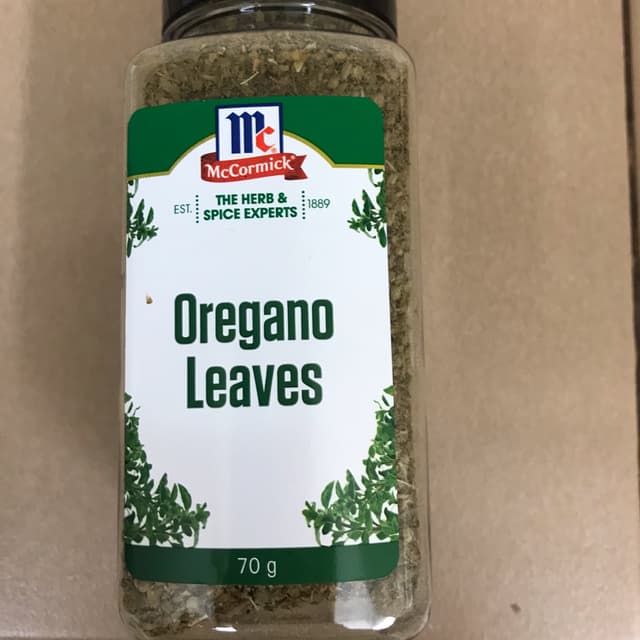 Mc
McCormick
EST. THE HERB & 1889
SPICE EXPERTS
Oregano
Leaves
70 g